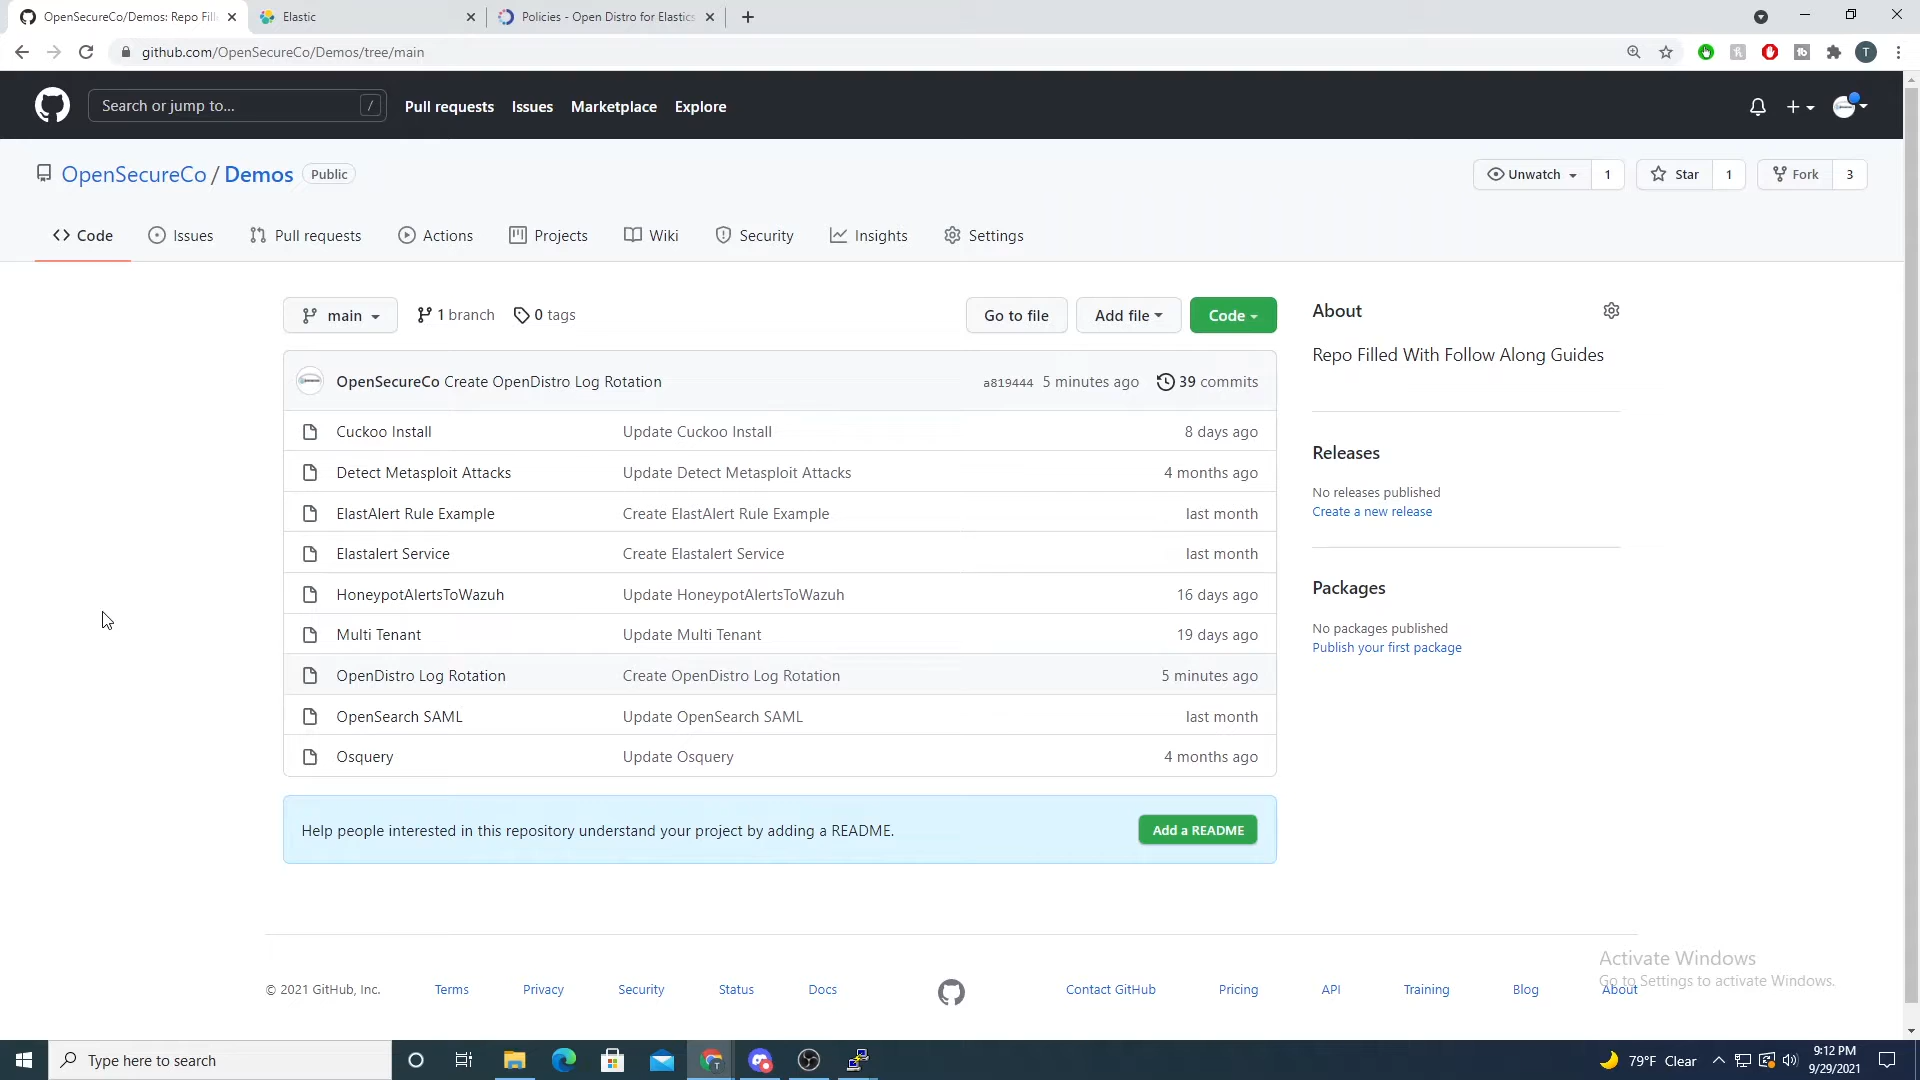 OpenSecureCo/Demos: Repo Fill
Elastic
Policies - Open Distro for Elastics
github.com/OpenSecureCo/Demos/tree/main
T
Search or jump to...
/
Pull requests
Issues
Marketplace
Explore
OpenSecureCo / Demos
Public
Unwatch
1
Star
1
Fork
3
Code
Issues
Pull requests
Actions
Projects
Wiki
Security
Insights
Settings
main
1 branch
0 tags
Go to file
Add file
Code
About
Repo Filled With Follow Along Guides
OpenSecureCo Create OpenDistro Log Rotation
a819444 5 minutes ago
39 commits
Cuckoo Install Update Cuckoo Install 8 days ago
Detect Metasploit Attacks Update Detect Metasploit Attacks 4 months ago
ElastAlert Rule Example Create ElastAlert Rule Example last month
Elastalert Service Create Elastalert Service last month
HoneypotAlertsToWazuh Update HoneypotAlertsToWazuh 16 days ago
Multi Tenant Update Multi Tenant 19 days ago
OpenDistro Log Rotation Create OpenDistro Log Rotation 5 minutes ago
OpenSearch SAML Update OpenSearch SAML last month
Osquery Update Osquery 4 months ago
Releases
No releases published
Create a new release
Packages
No packages published
Publish your first package
Help people interested in this repository understand your project by adding a README.
Add a README
Activate Windows
Go to Settings to activate Windows.
© 2021 GitHub, Inc.
Terms
Privacy
Security
Status
Docs
Contact GitHub
Pricing
API
Training
Blog
About
Type here to search
79°F Clear
9:12 PM
9/29/2021